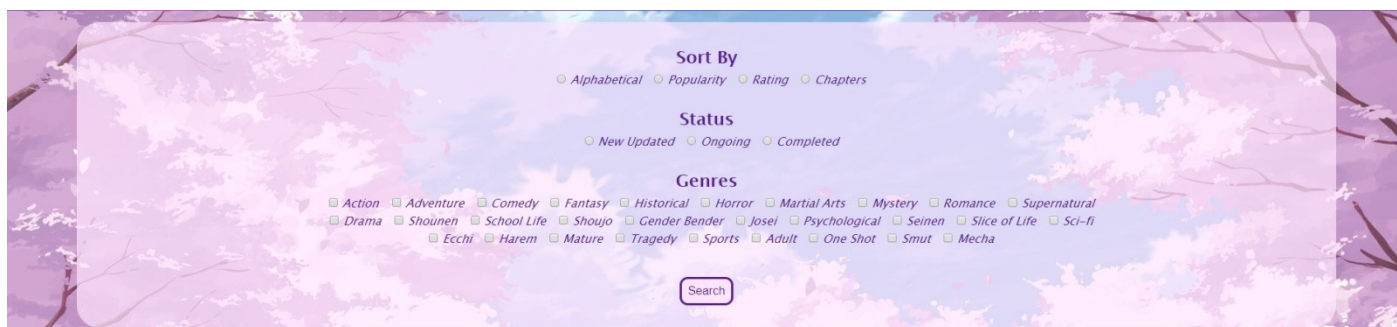 Sort By
Alphabetical Popularity Rating Chapters
Status
New Updated Ongoing Completed
Genres
Action Adventure Comedy Fantasy Historical Horror Martial Arts Mystery Romance Supernatural
Drama Shounen School Life Shoujo Gender Bender Josei Psychological Seinen Slice of Life Sci-fi
Ecchi Harem Mature Tragedy Sports Adult One Shot Smut Mecha
Search